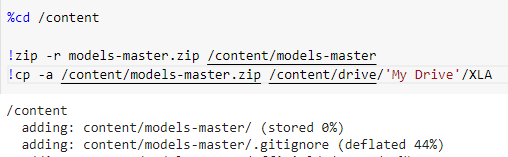 %cd /content
!zip -r models-master.zip /content/models-master
!cp -a /content/models-master.zip /content/drive/'My Drive'/XLA
/content
adding: content/models-master/ (stored 0%)
adding: content/models-master/.gitignore (deflated 44%)